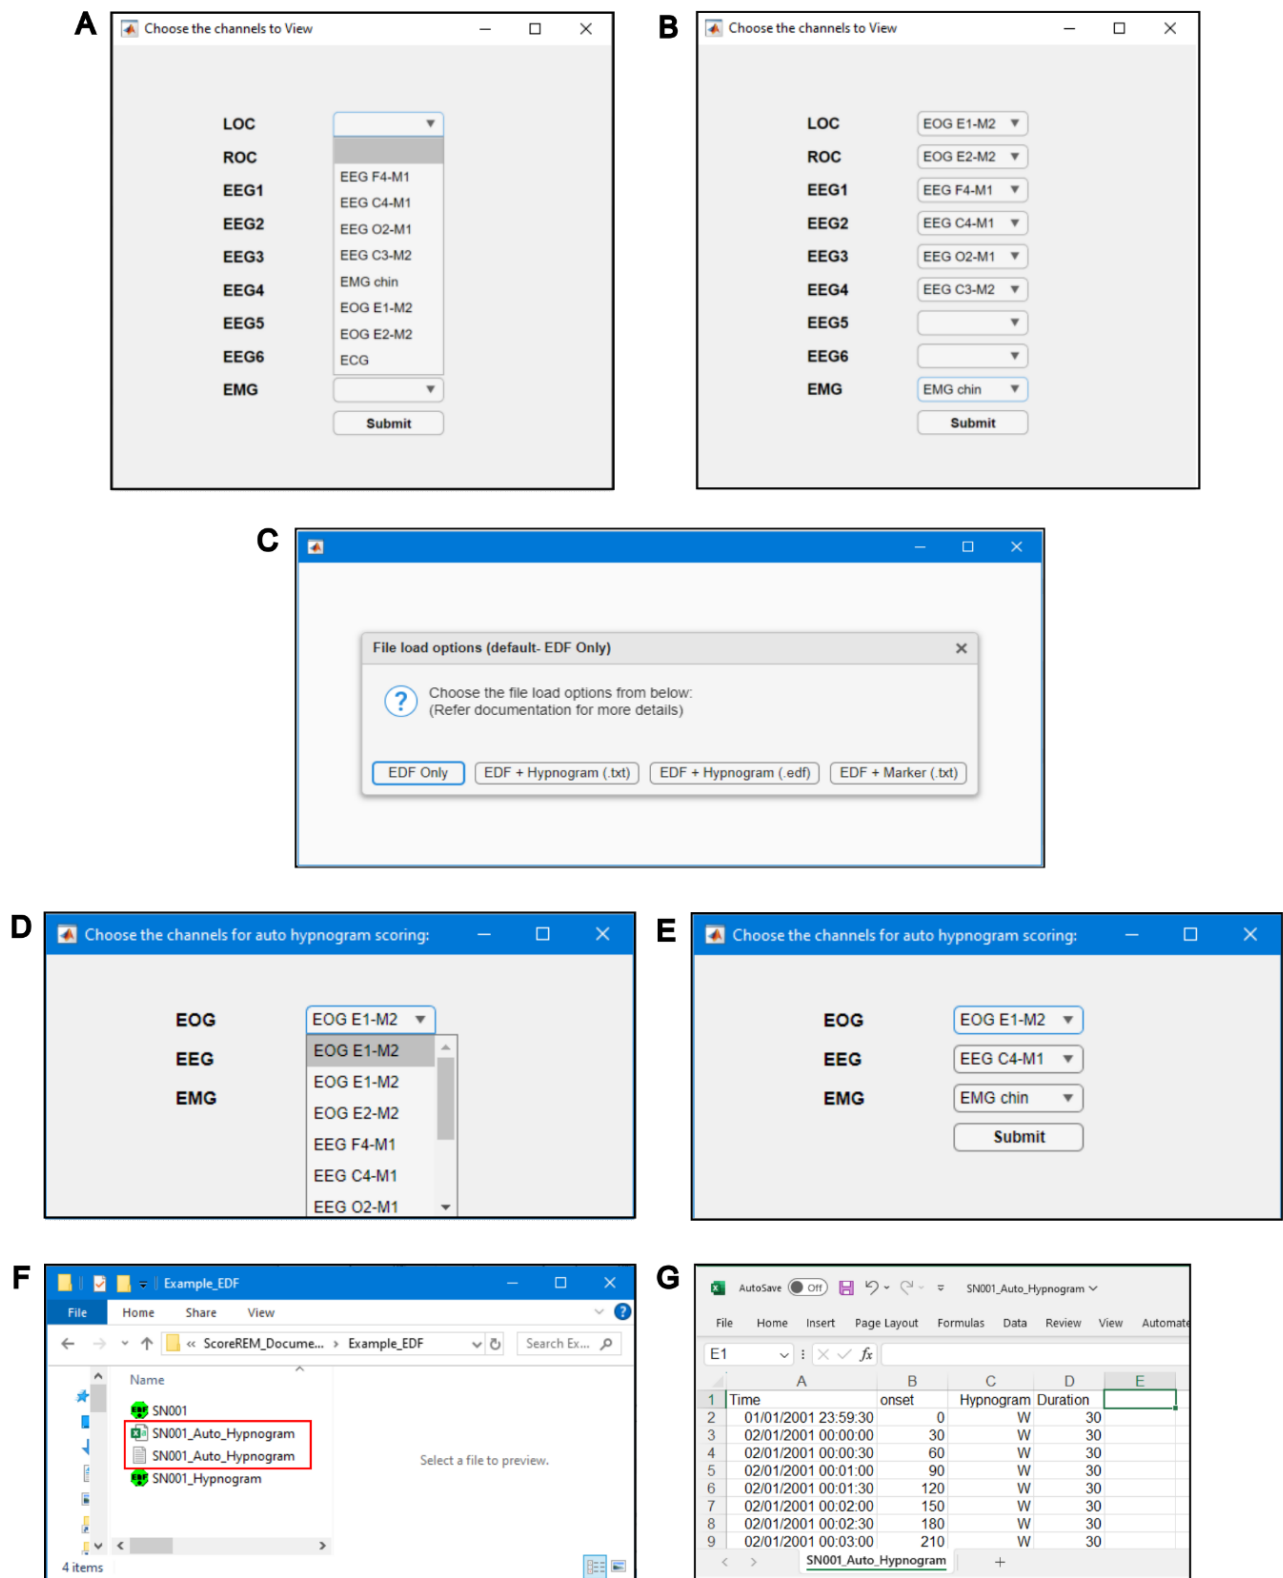 A
Choose the channels to View
LOC
ROC
EEG1
EEG2
EEG3
EEG4
EEG5
EEG6
EMG
EEG F4-M1
EEG C4-M1
EEG O2-M1
EEG C3-M2
EMG chin
EOG E1-M2
EOG E2-M2
ECG
Submit
B
Choose the channels to View
LOC EOG E1-M2
ROC EOG E2-M2
EEG1 EEG F4-M1
EEG2 EEG C4-M1
EEG3 EEG O2-M1
EEG4 EEG C3-M2
EEG5
EEG6
EMG EMG chin
Submit
C
File load options (default- EDF Only)
?
Choose the file load options from below:
(Refer documentation for more details)
EDF Only EDF + Hypnogram (.txt) EDF + Hypnogram (.edf) EDF + Marker (.txt)
D
Choose the channels for auto hypnogram scoring:
EOG
EEG
EMG
EOG E1-M2
EOG E1-M2
EOG E1-M2
EOG E2-M2
EEG F4-M1
EEG C4-M1
EEG O2-M1
E
Choose the channels for auto hypnogram scoring:
EOG EOG E1-M2
EEG EEG C4-M1
EMG EMG chin
Submit
F
Example_EDF
File Home Share View
?
« ScoreREM_Docume... > Example_EDF Search Ex...
Name
SN001
SN001_Auto_Hypnogram
SN001_Auto_Hypnogram
SN001_Hypnogram
Select a file to preview.
4 items
G
AutoSave Off SN001_Auto_Hypnogram
File Home Insert Page Layout Formulas Data Review View Automate
E1 fx
A B C D E
1 Time onset Hypnogram Duration
2 01/01/2001 23:59:30 0 W 30
3 02/01/2001 00:00:00 30 W 30
4 02/01/2001 00:00:30 60 W 30
5 02/01/2001 00:01:00 90 W 30
6 02/01/2001 00:01:30 120 W 30
7 02/01/2001 00:02:00 150 W 30
8 02/01/2001 00:02:30 180 W 30
9 02/01/2001 00:03:00 210 W 30
SN001_Auto_Hypnogram +